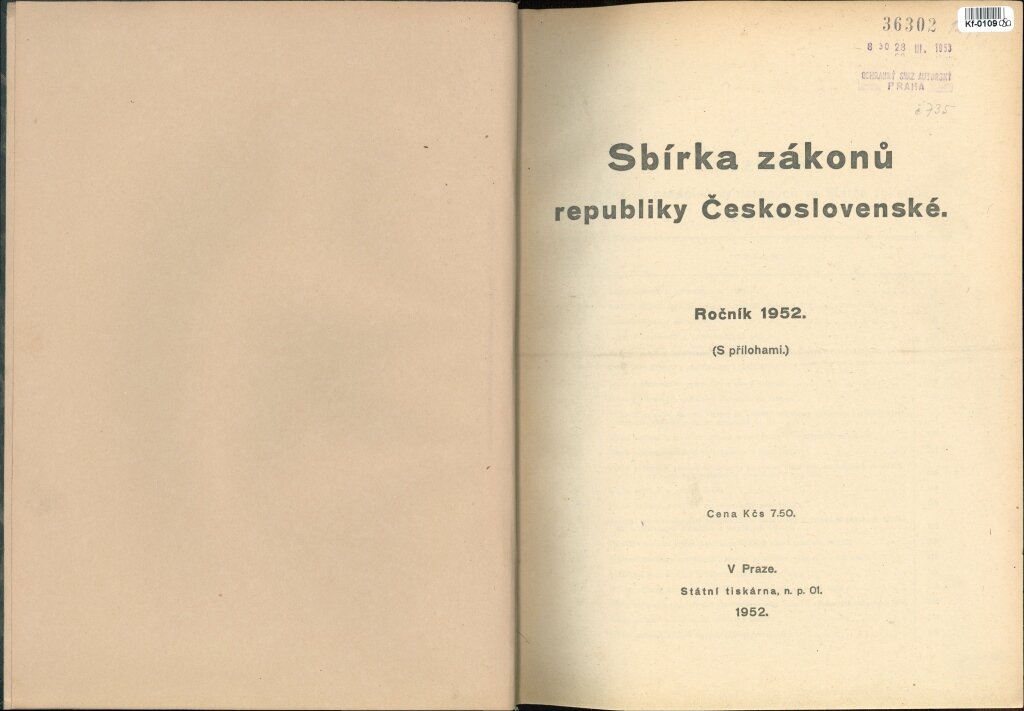 36302
Kf-0109
8 30 28 III. 1953
OCHRANNÝ SVAZ AUTORSKÝ
PRAHA
č 735
Sbírka zákonů
republiky Československé.
Ročník 1952.
(S přílohami.)
Cena Kčs 7.50.
V Praze.
Státní tiskárna, n. p. 01.
1952.